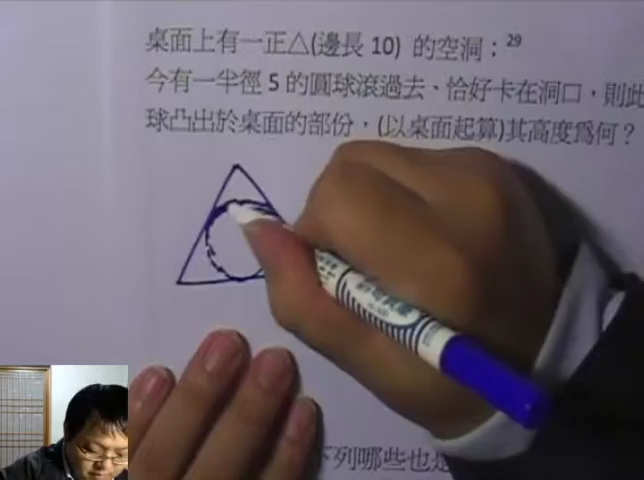 桌面上有一正△(邊長 10) 的空洞：29
今有一半徑 5 的圓球滾過去、恰好卡在洞口，則此
球凸出於桌面的部份，(以桌面起算)其高度為何？
下列哪些也是